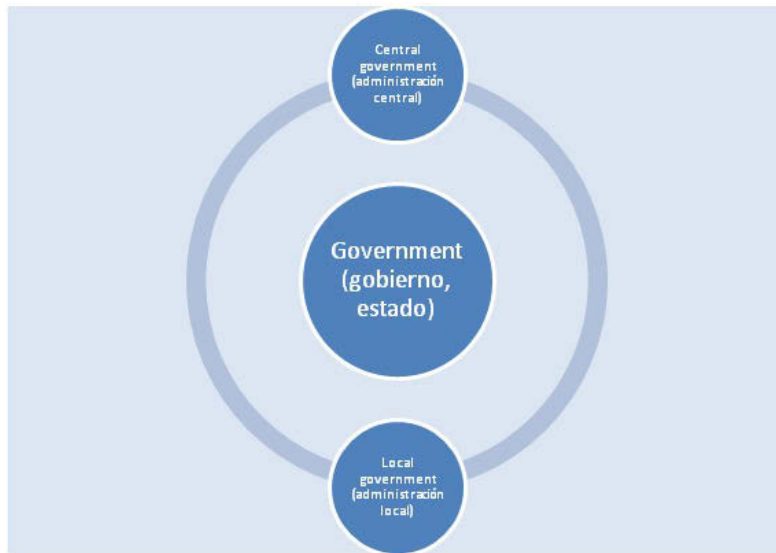 Central
government
(administración
central)
Government
(gobierno,
estado)
Local
government
(administración
local)